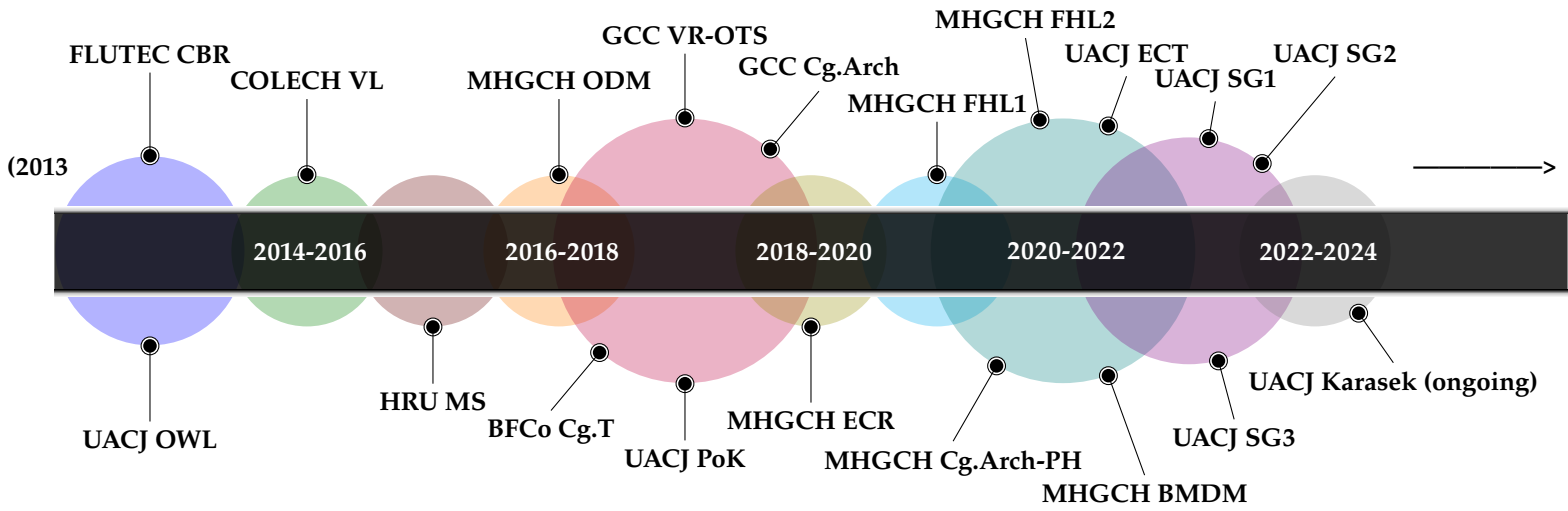 MHGCH FHL2
GCC VR-OTS
FLUTEC CBR
UACJ ECT
UACJ SG2
GCC Cg.Arch
COLECH VL
MHGCH ODM
UACJ SG1
MHGCH FHL1
(2013
2014-2016
2016-2018
2018-2020
2020-2022
2022-2024
UACJ Karasek (ongoing)
HRU MS
MHGCH ECR
BFCo Cg.T
UACJ OWL
UACJ SG3
UACJ PoK
MHGCH Cg.Arch-PH
MHGCH BMDM